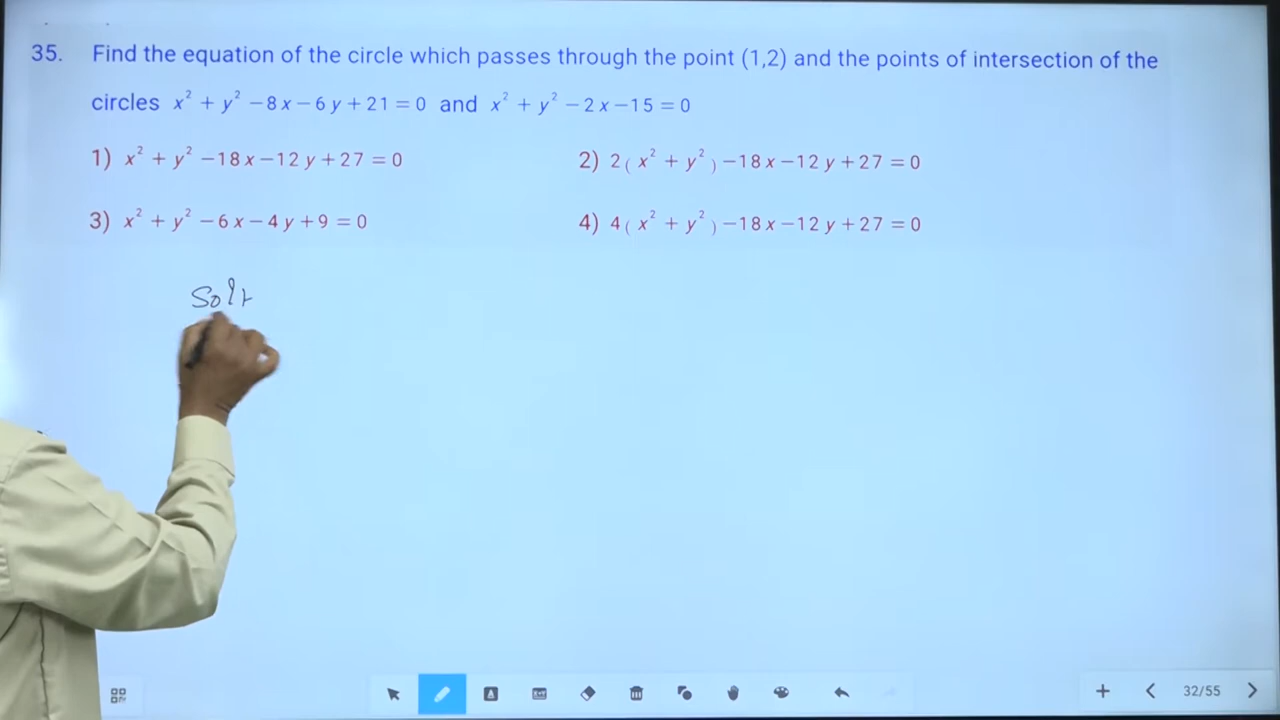 35. Find the equation of the circle which passes through the point (1,2) and the points of intersection of the
circles x² + y² − 8x − 6y + 21 = 0 and x² + y² − 2x − 15 = 0
1) x² + y² − 18x − 12y + 27 = 0 2) 2(x² + y²) − 18x − 12y + 27 = 0
3) x² + y² − 6x − 4y + 9 = 0 4) 4(x² + y²) − 18x − 12y + 27 = 0
32/55